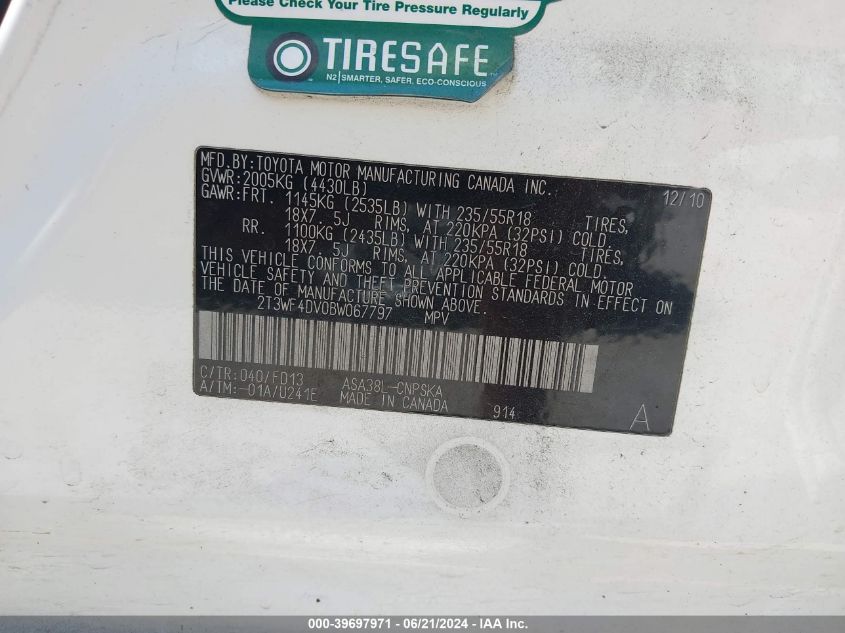 Please Check Your Tire Pressure Regularly
TIRESAFE
N2 | SMARTER, SAFER, ECO-CONSCIOUS
MFD. BY: TOYOTA MOTOR MANUFACTURING CANADA INC. 12/10
GVWR: 2005KG (4430LB)
GAWR: FRT. 1145KG (2535LB) WITH 235/55R18 TIRES,
18X7. 5J RIMS, AT 220KPA (32PSI) COLD.
RR. 1100KG (2435LB) WITH 235/55R18 TIRES,
18X7. 5J RIMS, AT 220KPA (32PSI) COLD.
THIS VEHICLE CONFORMS TO ALL APPLICABLE FEDERAL MOTOR
VEHICLE SAFETY AND THEFT PREVENTION STANDARDS IN EFFECT ON
THE DATE OF MANUFACTURE SHOWN ABOVE.
2T3WF4DV0BW067797 MPV
C/TR: 040/FD13 ASA38L-CNPSKA
A/TM: -01A/U241E MADE IN CANADA 914 A
000-39697971 - 06/21/2024 - IAA Inc.